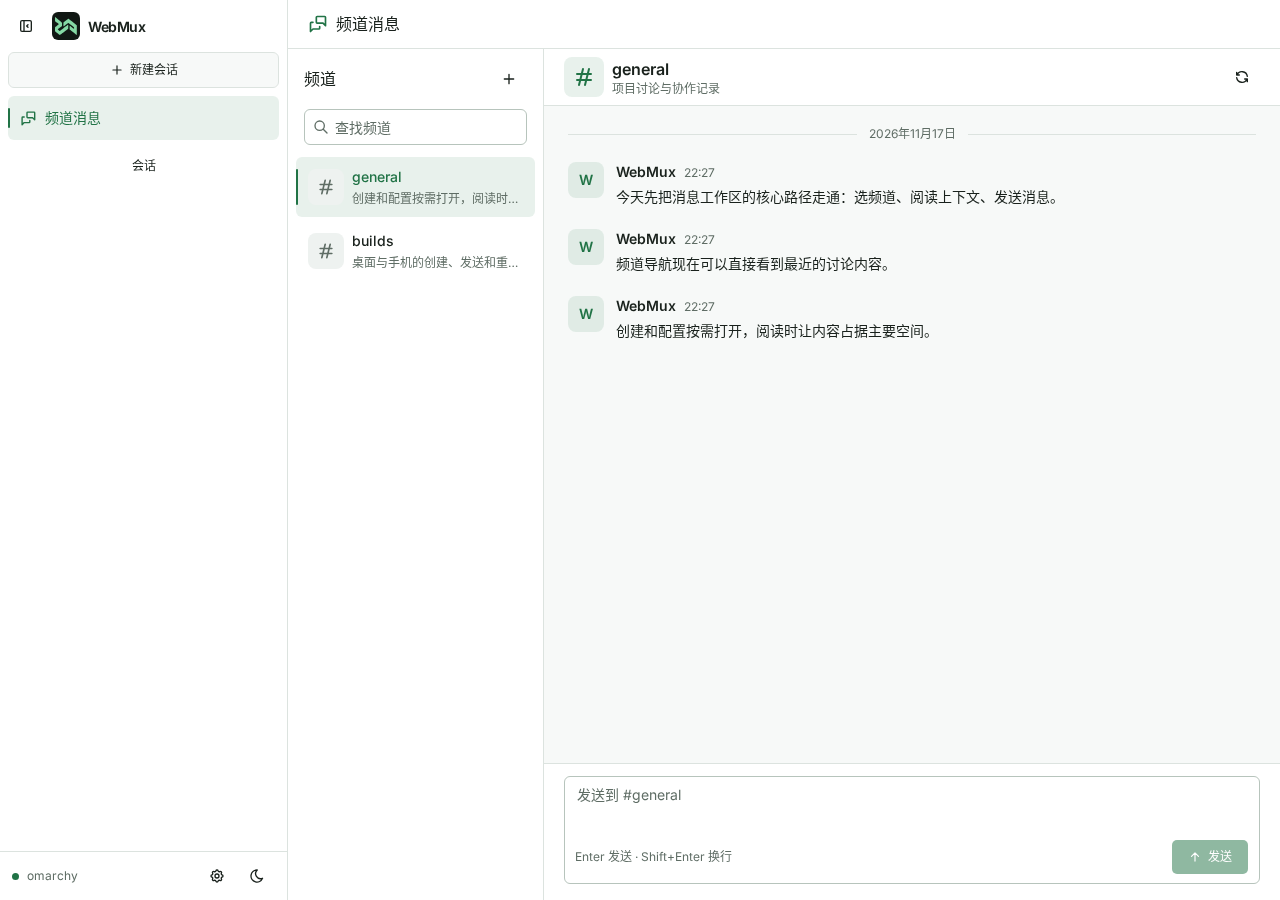 WebMux
新建会话
频道消息
会话
omarchy
频道消息
频道
查找频道
general
创建和配置按需打开，阅读时...
builds
桌面与手机的创建、发送和重...
general
项目讨论与协作记录
2026年11月17日
W
WebMux 22:27
今天先把消息工作区的核心路径走通：选频道、阅读上下文、发送消息。
W
WebMux 22:27
频道导航现在可以直接看到最近的讨论内容。
W
WebMux 22:27
创建和配置按需打开，阅读时让内容占据主要空间。
发送到 #general
Enter 发送 · Shift+Enter 换行
发送